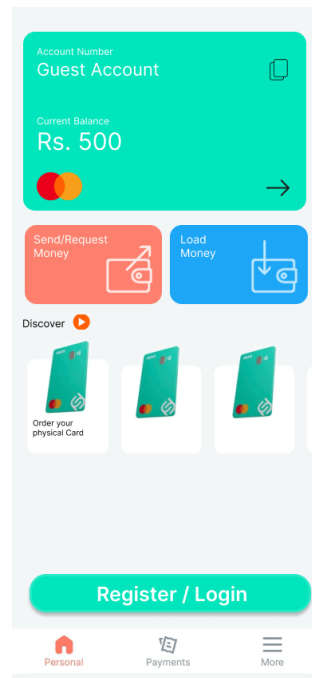 Account Number
Guest Account
Current Balance
Rs. 500
Send/Request
Money
Load
Money
Discover
Order your
physical Card
Register / Login
Personal
Payments
More